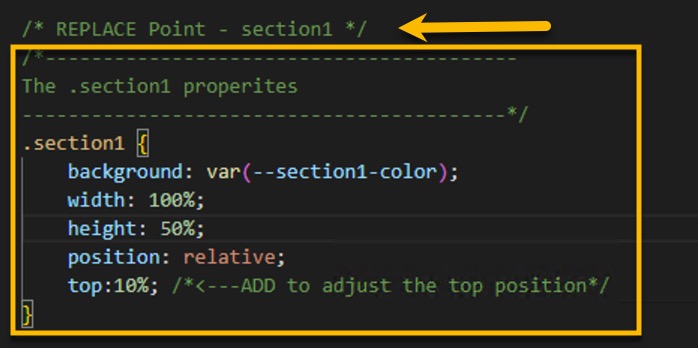 /* REPLACE Point - section1 */
/*-----------------------------------------
The .section1 properites
------------------------------------------*/
.section1 {
background: var(--section1-color);
width: 100%;
height: 50%;
position: relative;
top:10%; /*<---ADD to adjust the top position*/
}